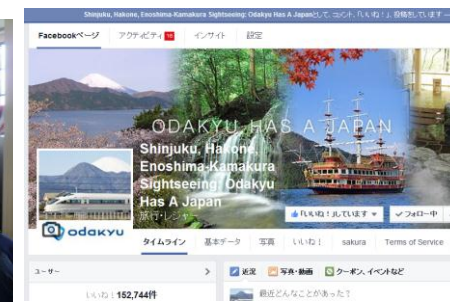 Shinjuku, Hakone, Enoshima-Kamakura Sightseeing: Odakyu Has A Japanとして、コメント、「いいね！」、投稿をしています
Facebookページ アクティビティ インサイト 設定
ODAKYU HAS A JAPAN
Shinjuku, Hakone,
Enoshima-Kamakura
Sightseeing: Odakyu
Has A Japan
旅行・レジャー
「いいね！」しています フォロー中
odakyu
タイムライン 基本データ 写真 いいね！ sakura Terms of Service
ユーザー
近況 写真・動画 クーポン、イベントなど
いいね！152,744件
最近どんなことがあった？